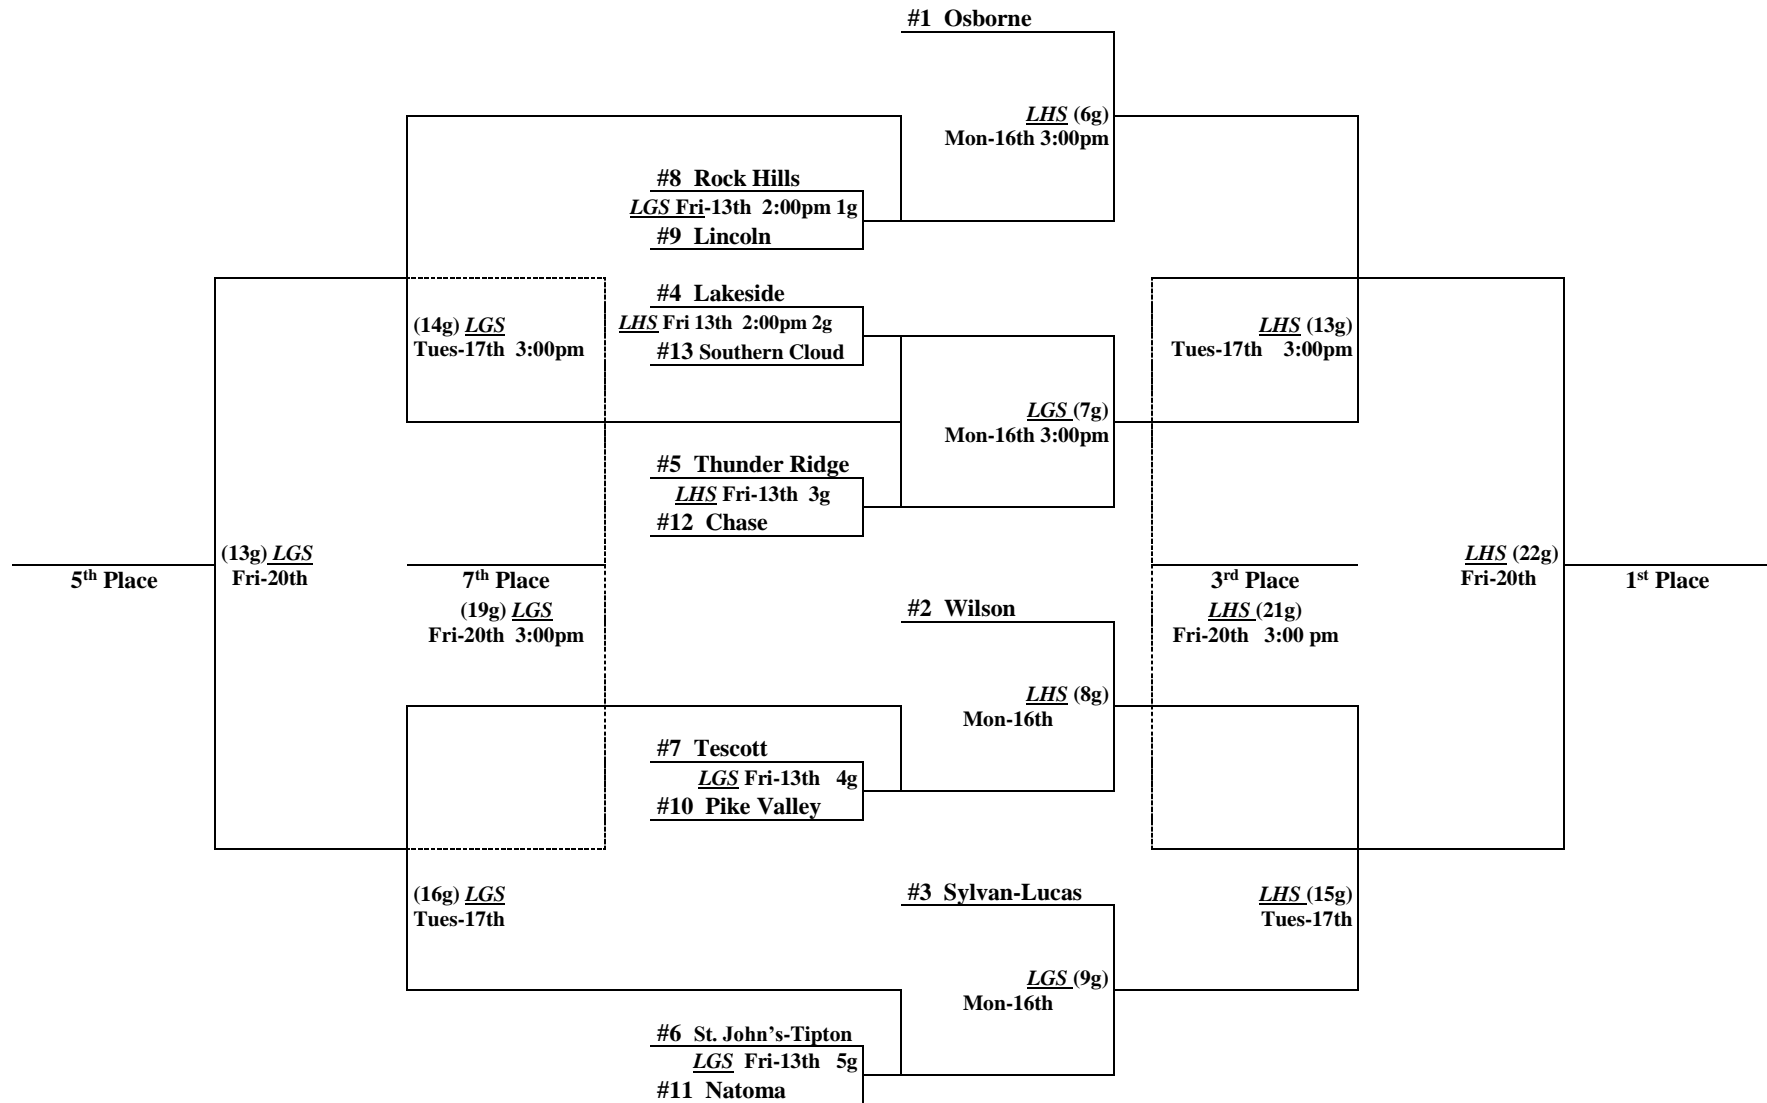 #1 Osborne
LHS (6g)
Mon-16th 3:00pm
#8 Rock Hills
LGS Fri-13th 2:00pm 1g
#9 Lincoln
#4 Lakeside
LHS Fri 13th 2:00pm 2g
#13 Southern Cloud
(14g) LGS
Tues-17th 3:00pm
LHS (13g)
Tues-17th 3:00pm
LGS (7g)
Mon-16th 3:00pm
#5 Thunder Ridge
LHS Fri-13th 3g
#12 Chase
(13g) LGS
Fri-20th
5th Place
7th Place
(19g) LGS
Fri-20th 3:00pm
3rd Place
LHS (21g)
Fri-20th 3:00 pm
LHS (22g)
Fri-20th
1st Place
#2 Wilson
LHS (8g)
Mon-16th
#7 Tescott
LGS Fri-13th 4g
#10 Pike Valley
(16g) LGS
Tues-17th
#3 Sylvan-Lucas
LHS (15g)
Tues-17th
LGS (9g)
Mon-16th
#6 St. John’s-Tipton
LGS Fri-13th 5g
#11 Natoma